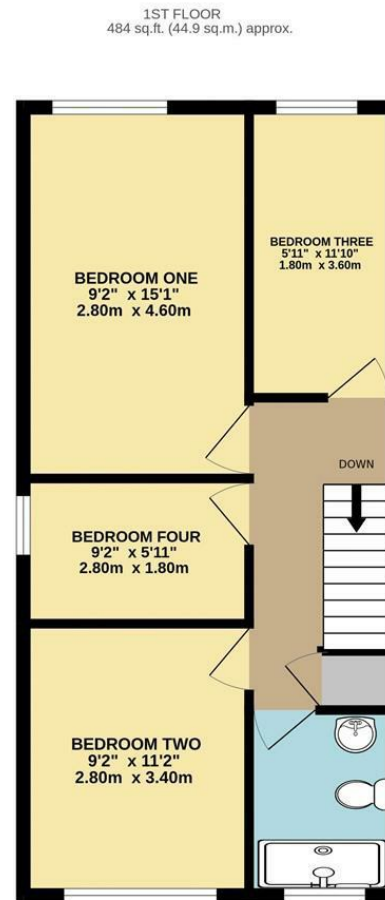 1ST FLOOR
484 sq.ft. (44.9 sq.m.) approx.
BEDROOM ONE
9'2" x 15'1"
2.80m x 4.60m
BEDROOM THREE
5'11" x 11'10"
1.80m x 3.60m
DOWN
BEDROOM FOUR
9'2" x 5'11"
2.80m x 1.80m
BEDROOM TWO
9'2" x 11'2"
2.80m x 3.40m